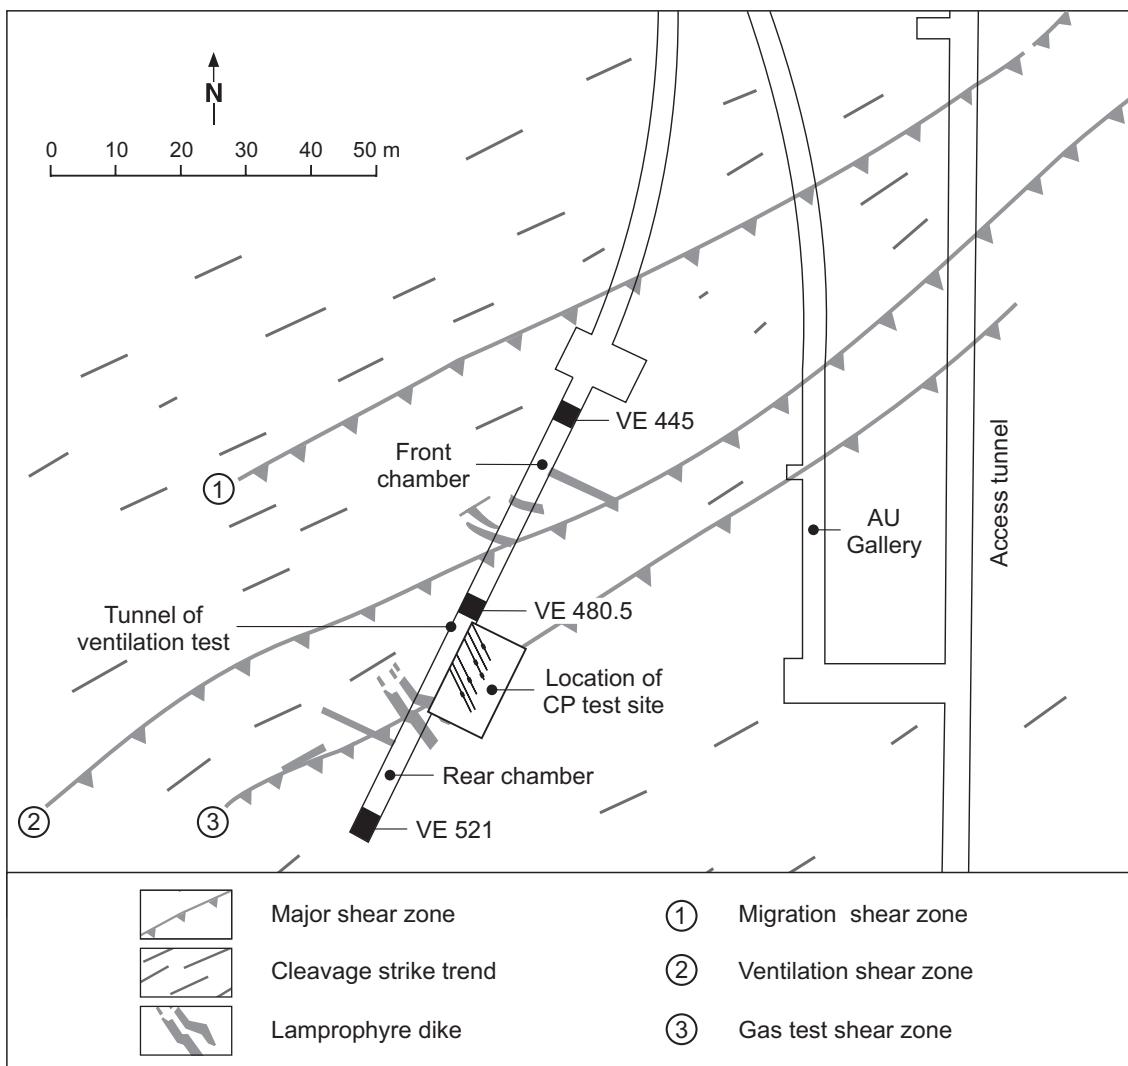 N
0 10 20 30 40 50 m
VE 445
Front
chamber
1
Access tunnel
AU
Gallery
VE 480.5
Tunnel of
ventilation test
Location of
CP test site
Rear chamber
2
3
VE 521
Major shear zone
1 Migration shear zone
Cleavage strike trend
2 Ventilation shear zone
Lamprophyre dike
3 Gas test shear zone